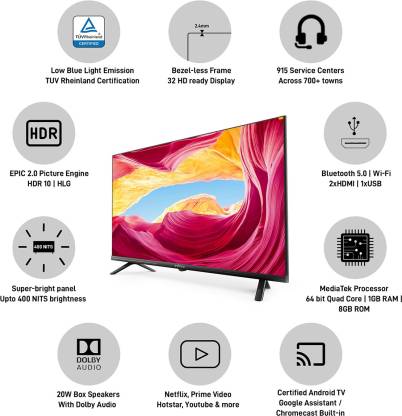 TUVRheinland
CERTIFIED
Low Blue Light Emission
TUV Rheinland Certification
2.4mm
Bezel-less Frame
32 HD ready Display
915 Service Centers
Across 700+ towns
HDR
EPIC 2.0 Picture Engine
HDR 10 | HLG
Bluetooth 5.0 | Wi-Fi
2xHDMI | 1xUSB
400 NITS
Super-bright panel
Upto 400 NITS brightness
MediaTek Processor
64 bit Quad Core | 1GB RAM |
8GB ROM
DOLBY
AUDIO
20W Box Speakers
With Dolby Audio
Netflix, Prime Video
Hotstar, Youtube & more
Certified Android TV
Google Assistant /
Chromecast Built-in